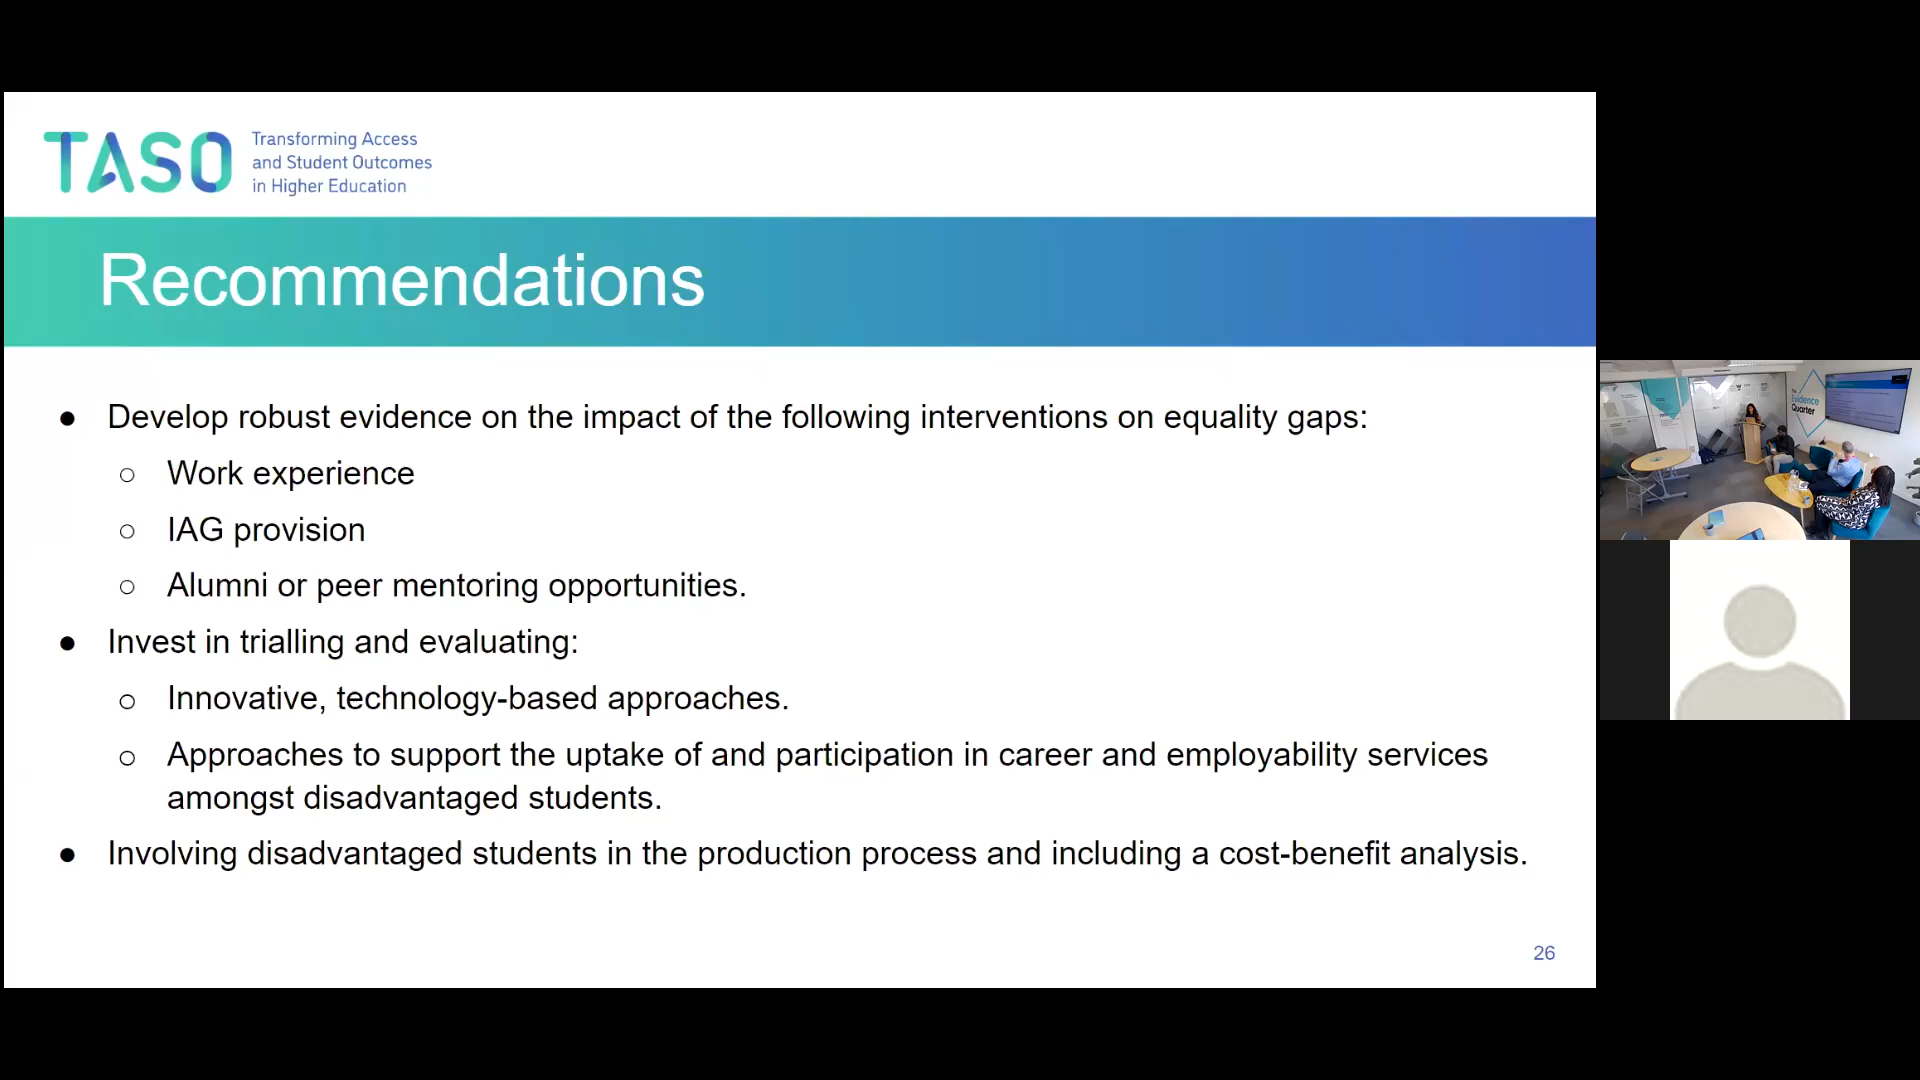 TASO
Transforming Access
and Student Outcomes
in Higher Education
Recommendations
● Develop robust evidence on the impact of the following interventions on equality gaps:
○ Work experience
○ IAG provision
○ Alumni or peer mentoring opportunities.
● Invest in trialling and evaluating:
○ Innovative, technology-based approaches.
○ Approaches to support the uptake of and participation in career and employability services
amongst disadvantaged students.
● Involving disadvantaged students in the production process and including a cost-benefit analysis.
26
Evidence
Quarter